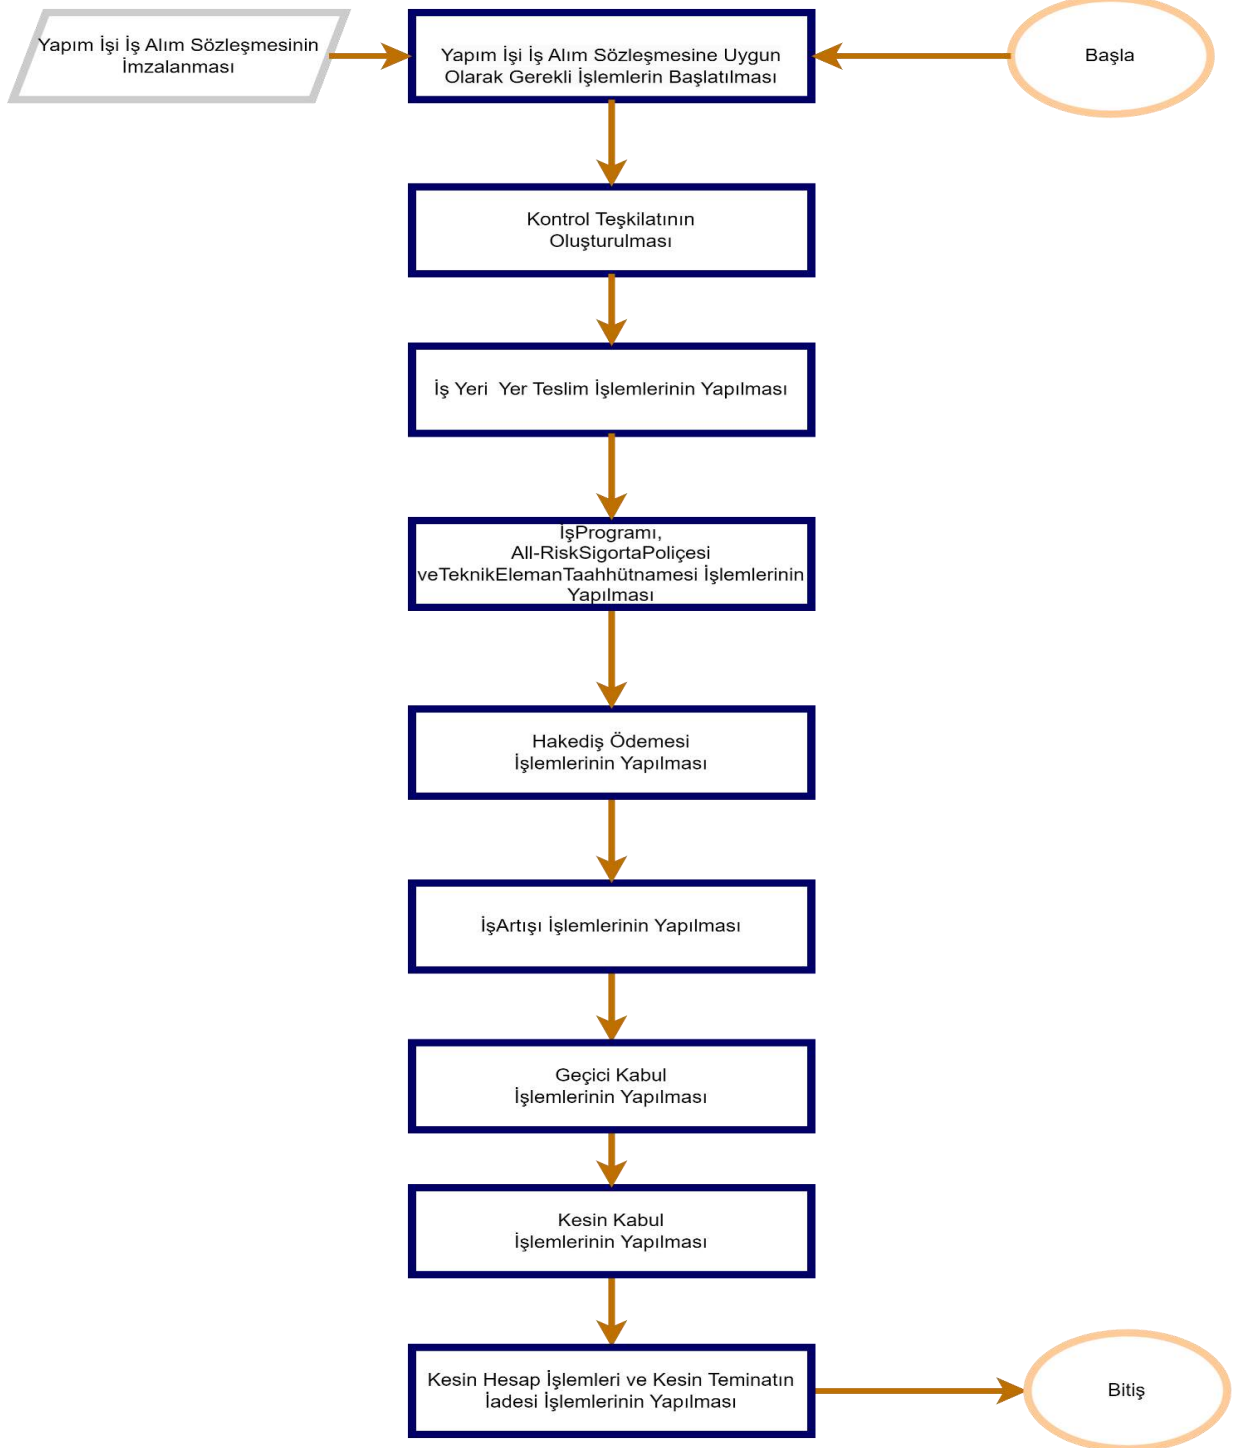 Yapım İşi İş Alım Sözleşmesinin
İmzalanması
Yapım İşi İş Alım Sözleşmesine Uygun
Olarak Gerekli İşlemlerin Başlatılması
Başla
Kontrol Teşkilatının
Oluşturulması
İş Yeri  Yer Teslim İşlemlerinin Yapılması
İşProgramı,
All-RiskSigortaPoliçesi
veTeknikElemanTaahhütnamesi İşlemlerinin
Yapılması
Hakediş Ödemesi
İşlemlerinin Yapılması
İşArtışı İşlemlerinin Yapılması
Geçici Kabul
İşlemlerinin Yapılması
Kesin Kabul
İşlemlerinin Yapılması
Kesin Hesap İşlemleri ve Kesin Teminatın
İadesi İşlemlerinin Yapılması
Bitiş